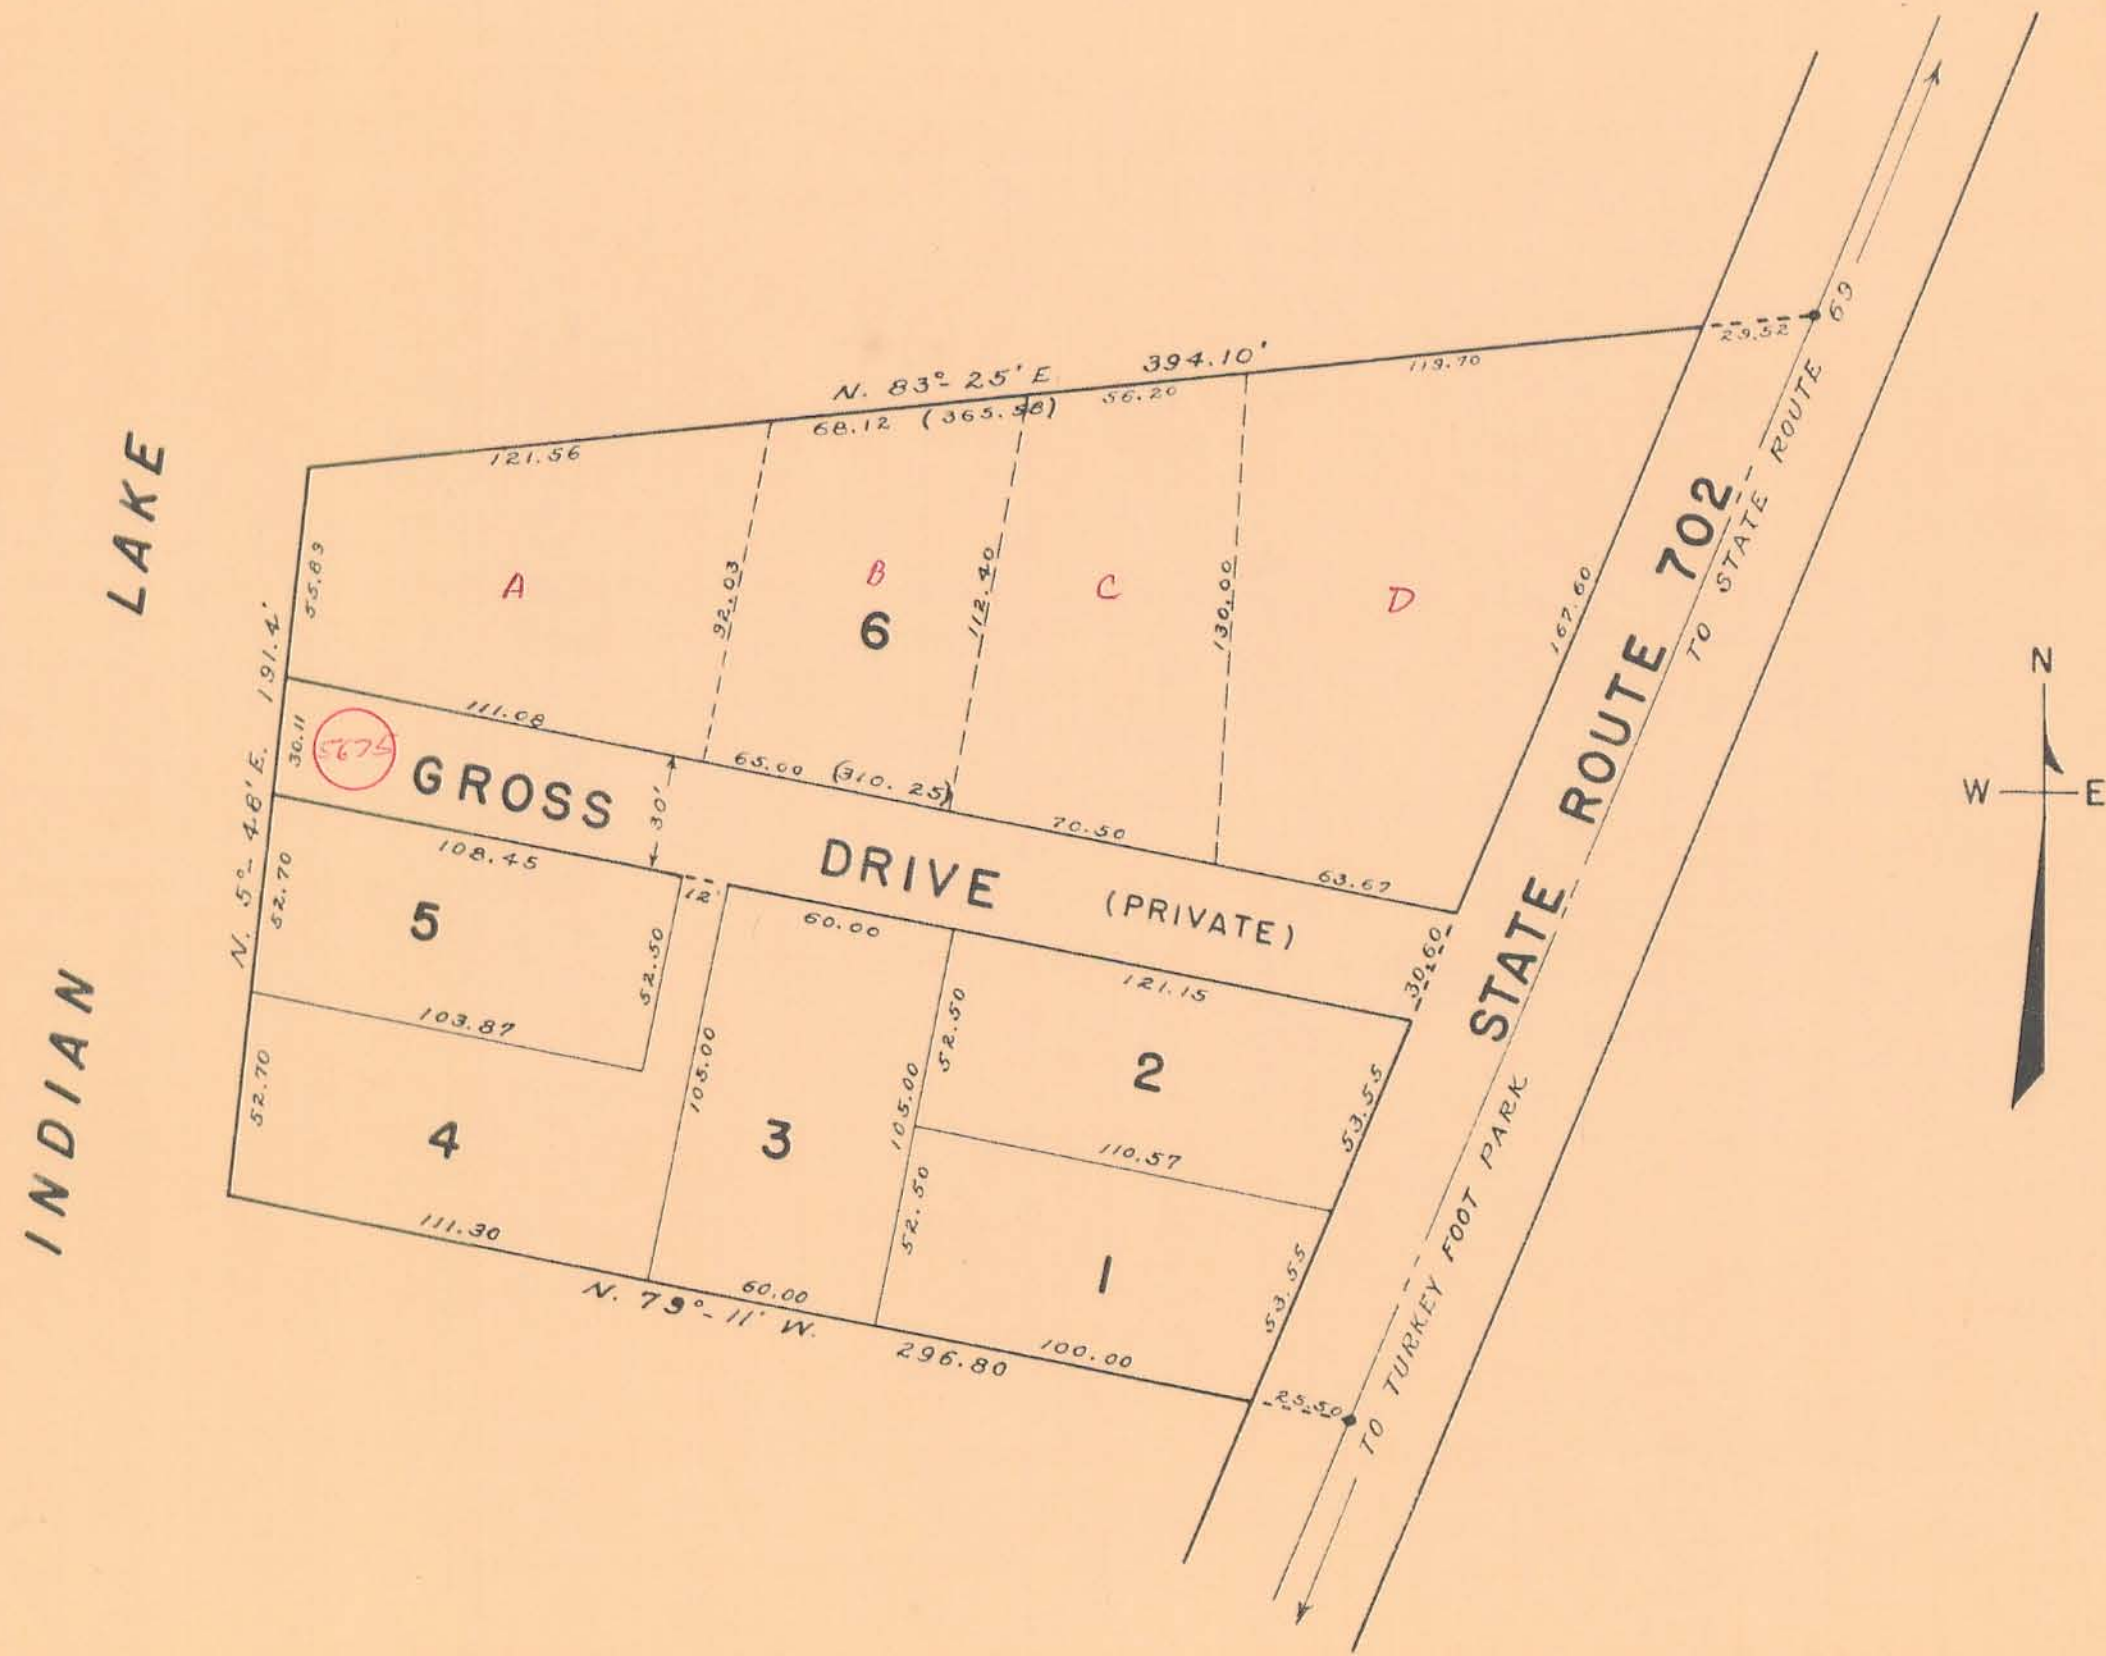 N. 83°-25' E
394.10'
29.52
69
TO STATE ROUTE
TO STATE ROUTE
121.56
68.12 (365.58)
56.20
119.70
LAKE
INDIAN
N. 5°-48' E. 191.4'
55.89
30.11
52.70
52.70
A
92.03
B
6
112.40
C
130.00
D
167.60
STATE ROUTE 702
N
W E
111.08
65.00 (310.25)
70.50
63.67
GROSS DRIVE (PRIVATE)
30'
30.60
108.45
12'
60.00
121.15
5
52.50
103.87
4
105.00
3
105.00
52.50
2
53.55
110.57
52.50
1
53.55
111.30
60.00
100.00
N. 79°-11' W.
296.80
25.50
TO TURKEY FOOT PARK